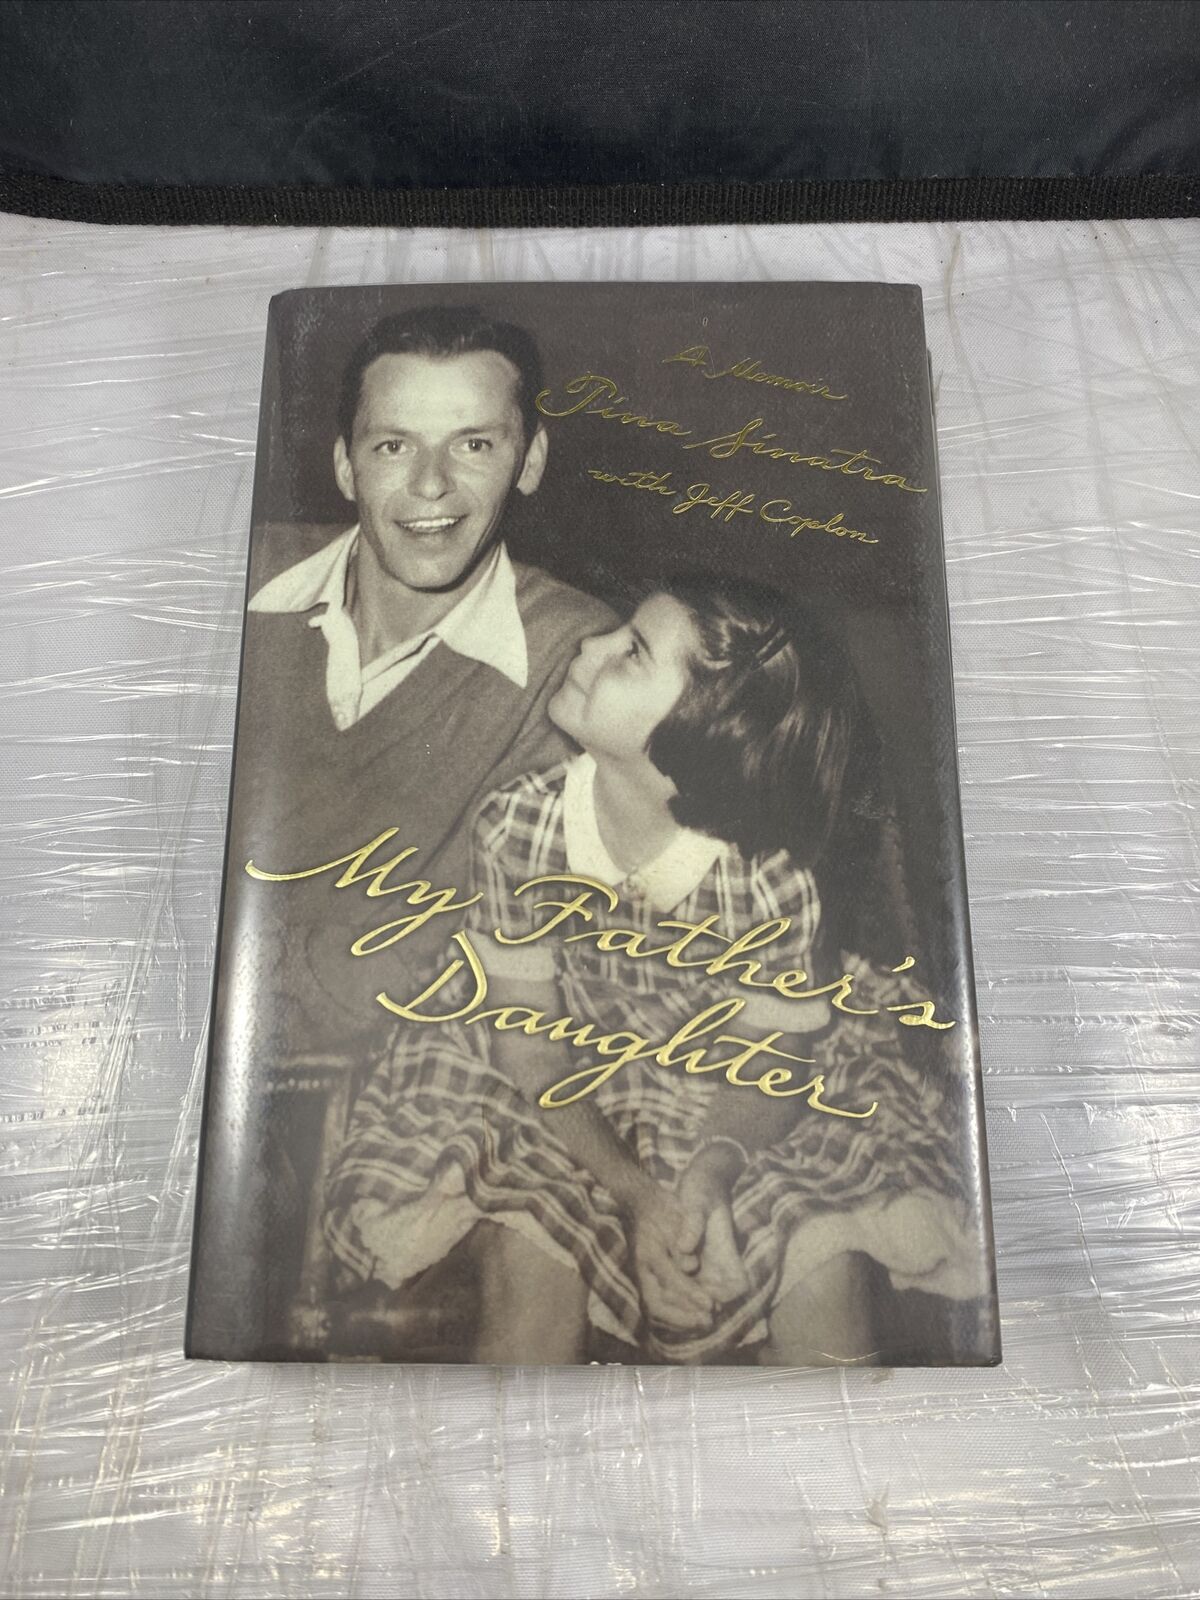 A Memoir
Tina Sinatra
with Jeff Coplon
My Father's
Daughter